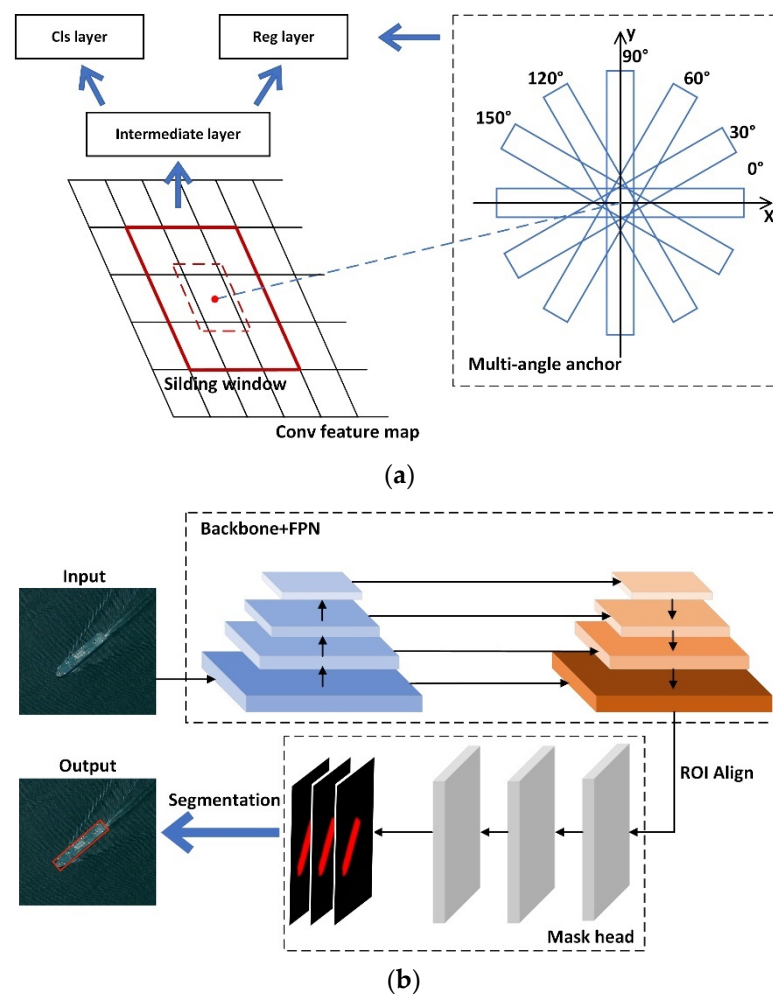 Cls layer
Reg layer
Intermediate layer
Silding window
Conv feature map
y
90°
120°
60°
150°
30°
0°
X
Multi-angle anchor
(a)
Backbone+FPN
Input
Output
Segmentation
ROI Align
Mask head
(b)